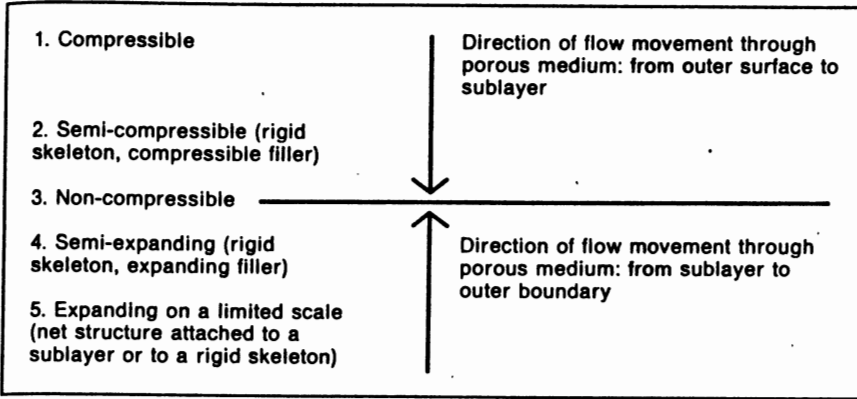 1. Compressible
Direction of flow movement through
porous medium: from outer surface to
sublayer
2. Semi-compressible (rigid
skeleton, compressible filler)
3. Non-compressible
4. Semi-expanding (rigid
skeleton, expanding filler)
Direction of flow movement through
porous medium: from sublayer to
outer boundary
5. Expanding on a limited scale
(net structure attached to a
sublayer or to a rigid skeleton)